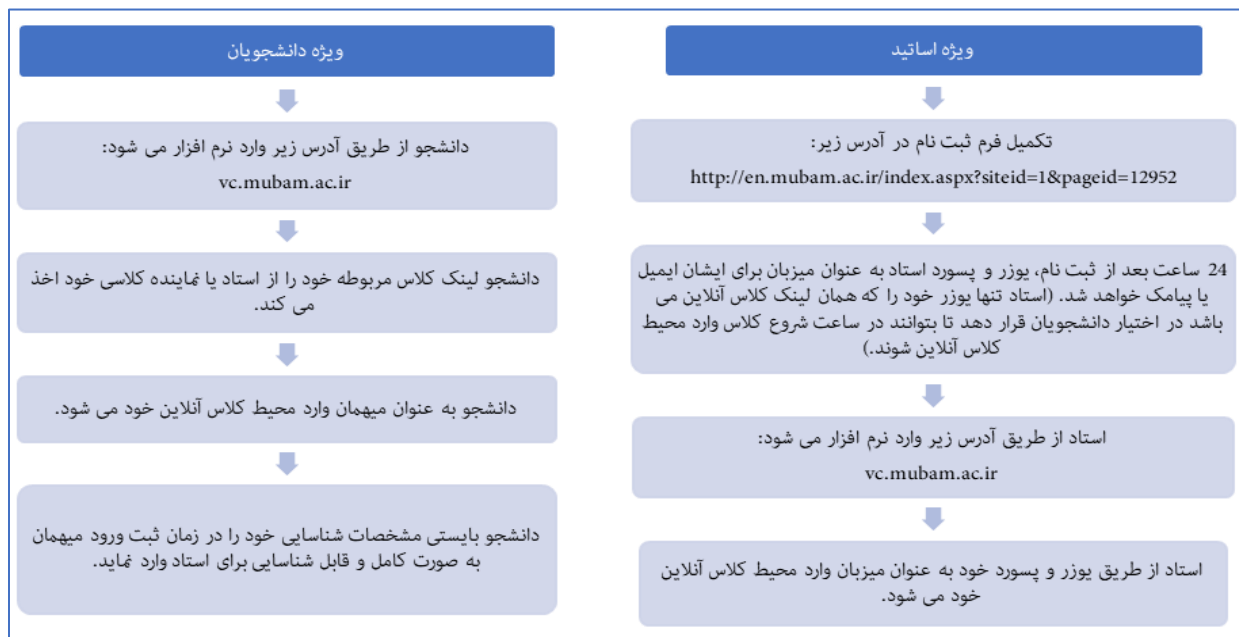 ویژه اساتید
تکمیل فرم ثبت نام در آدرس زیر:
http://en.mubam.ac.ir/index.aspx?siteid=1&pageid=12952
24 ساعت بعد از ثبت نام، یوزر و پسورد استاد به عنوان میزبان برای ایشان ایمیل
یا پیامک خواهد شد. (استاد تنها یوزر خود را که همان لینک کلاس آنلاین می
باشد در اختیار دانشجویان قرار دهد تا بتوانند در ساعت شروع کلاس وارد محیط
کلاس آنلاین شوند.)
استاد از طریق آدرس زیر وارد نرم افزار می شود:
vc.mubam.ac.ir
استاد از طریق یوزر و پسورد خود به عنوان میزبان وارد محیط کلاس آنلاین
خود می شود.
ویژه دانشجویان
دانشجو از طریق آدرس زیر وارد نرم افزار می شود:
vc.mubam.ac.ir
دانشجو لینک کلاس مربوطه خود را از استاد یا نماینده کلاسی خود اخذ
می کند.
دانشجو به عنوان میهمان وارد محیط کلاس آنلاین خود می شود.
دانشجو بایستی مشخصات شناسایی خود را در زمان ثبت ورود میهمان
به صورت کامل و قابل شناسایی برای استاد وارد نماید.